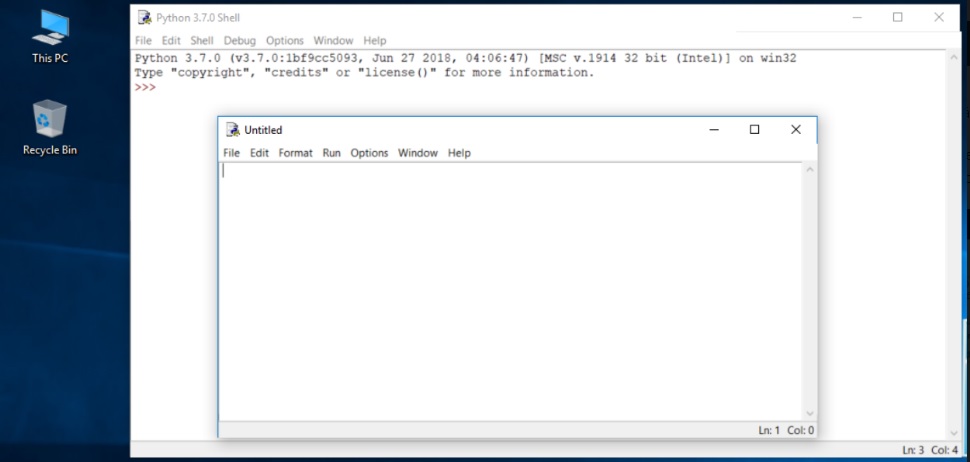 This PC
Recycle Bin
Python 3.7.0 Shell
File Edit Shell Debug Options Window Help
Python 3.7.0 (v3.7.0:1bf9cc5093, Jun 27 2018, 04:06:47) [MSC v.1914 32 bit (Intel)] on win32
Type "copyright", "credits" or "license()" for more information.
>>>
Untitled
File Edit Format Run Options Window Help
Ln: 1 Col: 0
Ln: 3 Col: 4